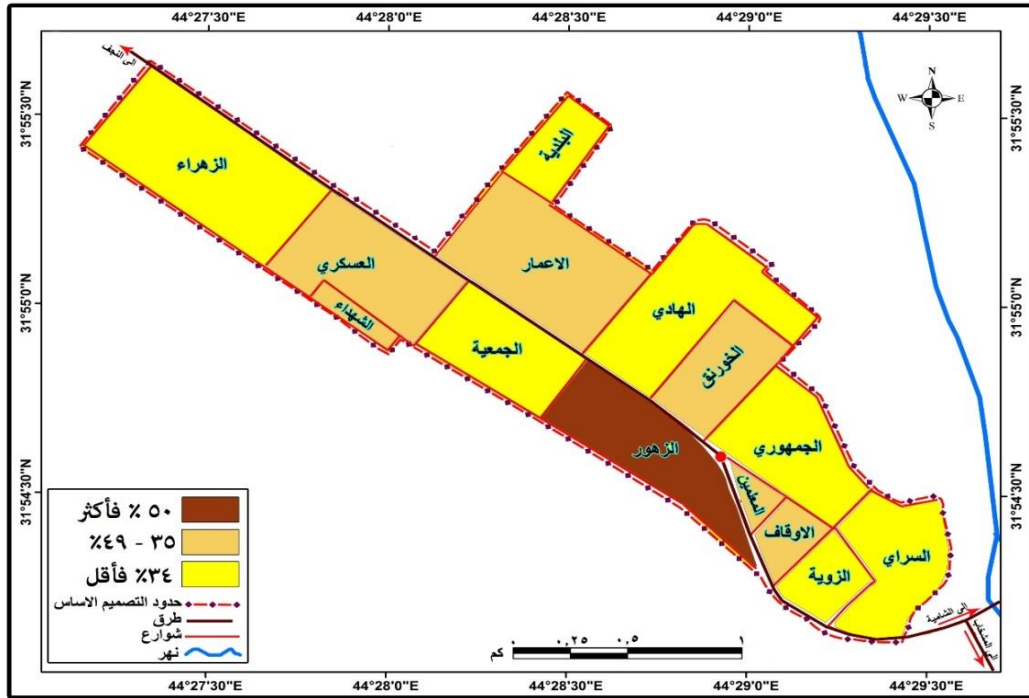 44°27'30"E
44°28'0"E
44°28'30"E
44°29'0"E
44°29'30"E
31°55'30"N
31°55'30"N
31°55'0"N
31°55'0"N
31°54'30"N
31°54'30"N
N
W E
S
الى النجف
الزهراء
البلدية
العسكري
الاعمار
الشهداء
الهادي
الجمعية
الخورنق
الزهور
الجمهوري
المعلمين
الاوقاف
الزوية
السراي
الى الشامية
الى المشخاب
٥٠ ٪ فأكثر
٣٥ - ٤٩٪
٣٤٪ فأقل
حدود التصميم الاساس
طرق
شوارع
نهر
٠ ٠,٢٥ ٠,٥ ١
كم
44°27'30"E
44°28'0"E
44°28'30"E
44°29'0"E
44°29'30"E